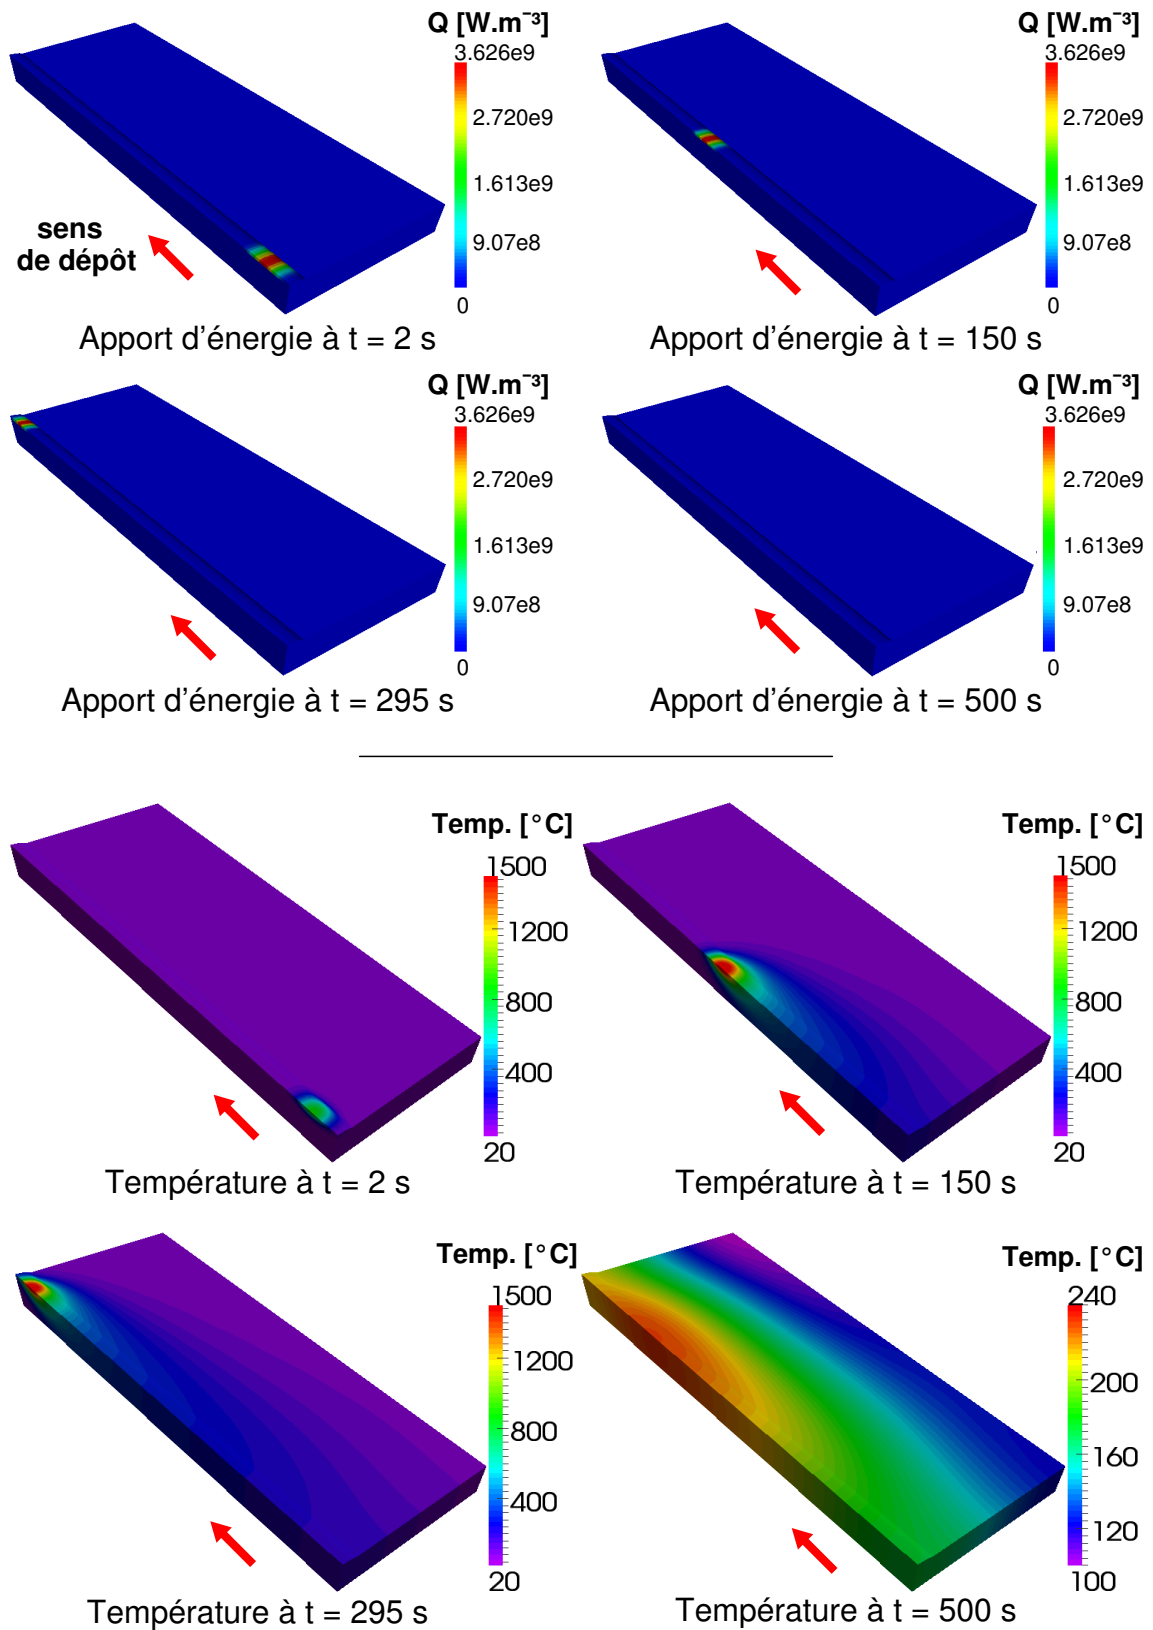 Q [W.m⁻³] Q [W.m⁻³]
3.626e9 3.626e9
2.720e9 2.720e9
1.613e9 1.613e9
9.07e8 9.07e8
0 0
sens
de dépôt
Apport d'énergie à t = 2 s Apport d'énergie à t = 150 s
Q [W.m⁻³] Q [W.m⁻³]
3.626e9 3.626e9
2.720e9 2.720e9
1.613e9 1.613e9
9.07e8 9.07e8
0 0
Apport d'énergie à t = 295 s Apport d'énergie à t = 500 s
Temp. [°C] Temp. [°C]
1500 1500
1200 1200
800 800
400 400
20 20
Température à t = 2 s Température à t = 150 s
Temp. [°C] Temp. [°C]
1500 240
1200 200
800 160
400 120
20 100
Température à t = 295 s Température à t = 500 s